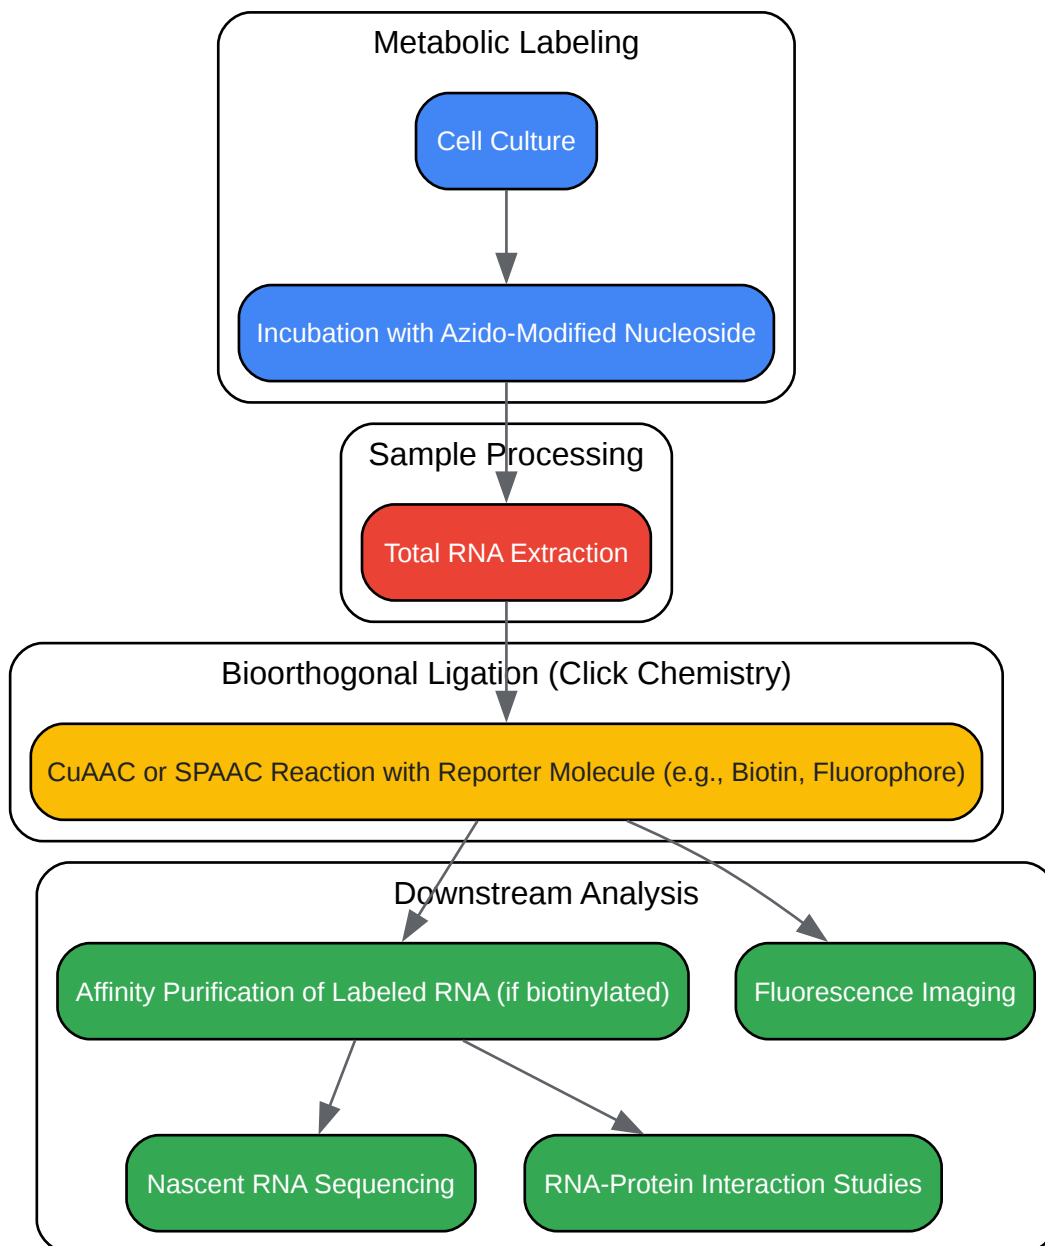 Metabolic Labeling
Cell Culture
Incubation with Azido-Modified Nucleoside
Sample Processing
Total RNA Extraction
Bioorthogonal Ligation (Click Chemistry)
CuAAC or SPAAC Reaction with Reporter Molecule (e.g., Biotin, Fluorophore)
Downstream Analysis
Affinity Purification of Labeled RNA (if biotinylated)
Fluorescence Imaging
Nascent RNA Sequencing
RNA-Protein Interaction Studies